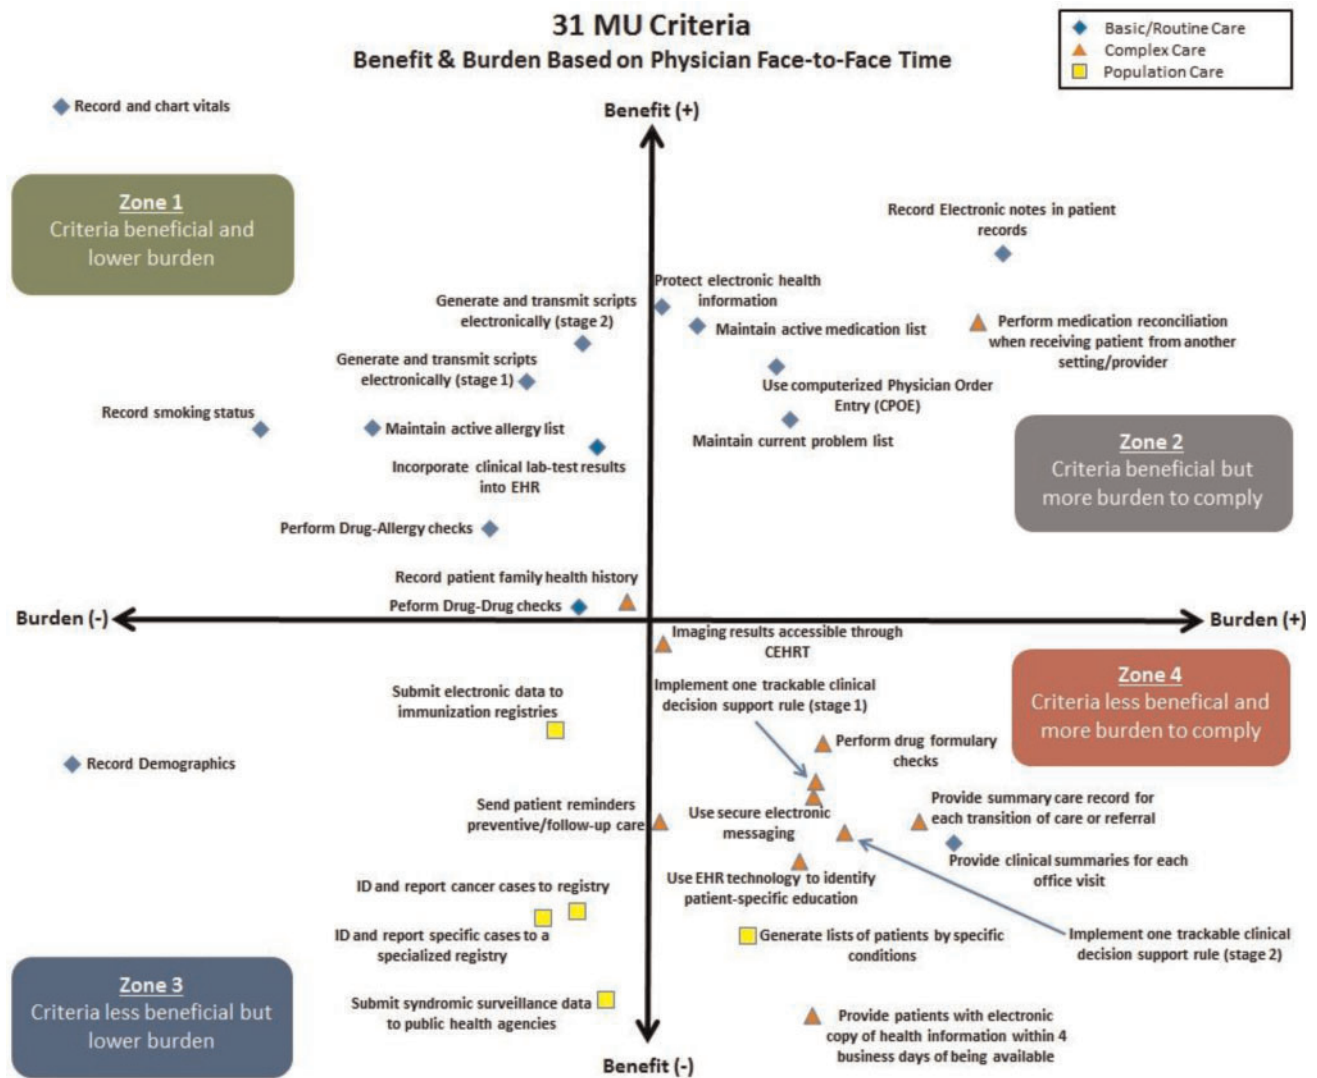 31 MU Criteria
Benefit & Burden Based on Physician Face-to-Face Time
Basic/Routine Care
Complex Care
Population Care
Record and chart vitals
Benefit (+)
Zone 1
Criteria beneficial and
lower burden
Record Electronic notes in patient
records
Protect electronic health
information
Generate and transmit scripts
electronically (stage 2)
Maintain active medication list
Perform medication reconciliation
when receiving patient from another
setting/provider
Generate and transmit scripts
electronically (stage 1)
Use computerized Physician Order
Entry (CPOE)
Record smoking status
Maintain active allergy list
Maintain current problem list
Zone 2
Criteria beneficial but
more burden to comply
Incorporate clinical lab-test results
into EHR
Perform Drug-Allergy checks
Record patient family health history
Peform Drug-Drug checks
Burden (-)
Burden (+)
Imaging results accessible through
CEHRT
Zone 4
Criteria less benefical and
more burden to comply
Submit electronic data to
immunization registries
Implement one trackable clinical
decision support rule (stage 1)
Perform drug formulary
checks
Record Demographics
Send patient reminders
preventive/follow-up care
Use secure electronic
messaging
Provide summary care record for
each transition of care or referral
Provide clinical summaries for each
office visit
ID and report cancer cases to registry
Use EHR technology to identify
patient-specific education
ID and report specific cases to a
specialized registry
Generate lists of patients by specific
conditions
Implement one trackable clinical
decision support rule (stage 2)
Zone 3
Criteria less beneficial but
lower burden
Submit syndromic surveillance data
to public health agencies
Provide patients with electronic
copy of health information within 4
business days of being available
Benefit (-)